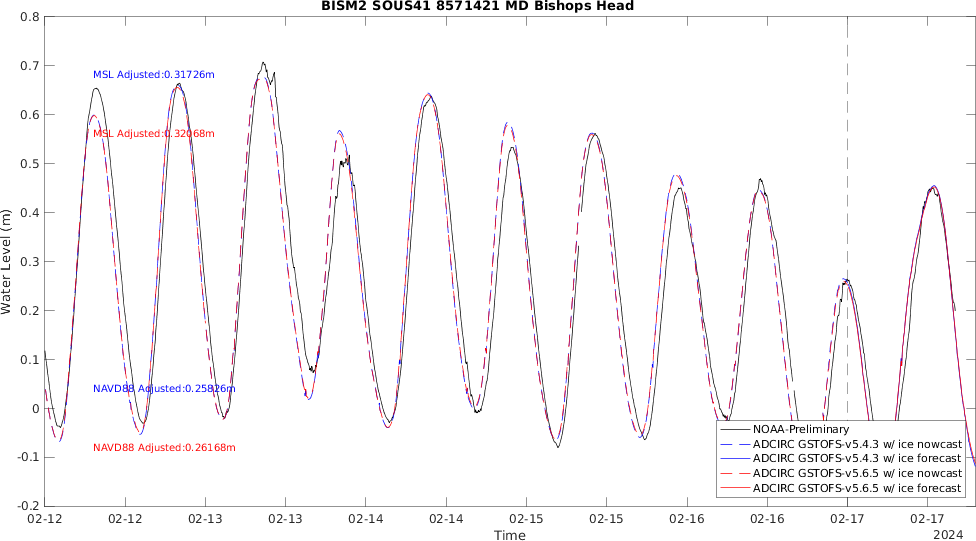 BISM2 SOUS41 8571421 MD Bishops Head
0.8
0.7
0.6
0.5
0.4
0.3
0.2
0.1
0
-0.1
-0.2
Water Level (m)
MSL Adjusted:0.31726m
MSL Adjusted:0.32068m
NAVD88 Adjusted:0.25826m
NAVD88 Adjusted:0.26168m
NOAA-Preliminary
ADCIRC GSTOFS-v5.4.3 w/ ice nowcast
ADCIRC GSTOFS-v5.4.3 w/ ice forecast
ADCIRC GSTOFS-v5.6.5 w/ ice nowcast
ADCIRC GSTOFS-v5.6.5 w/ ice forecast
02-12 02-12 02-13 02-13 02-14 02-14 02-15 02-15 02-16 02-16 02-17 02-17
Time
2024